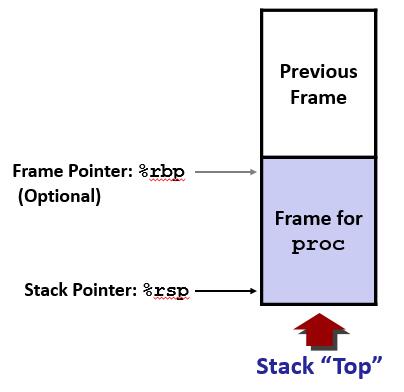 Previous
Frame
Frame Pointer: %rbp
(Optional)
Frame for
proc
Stack Pointer: %rsp
Stack “Top”